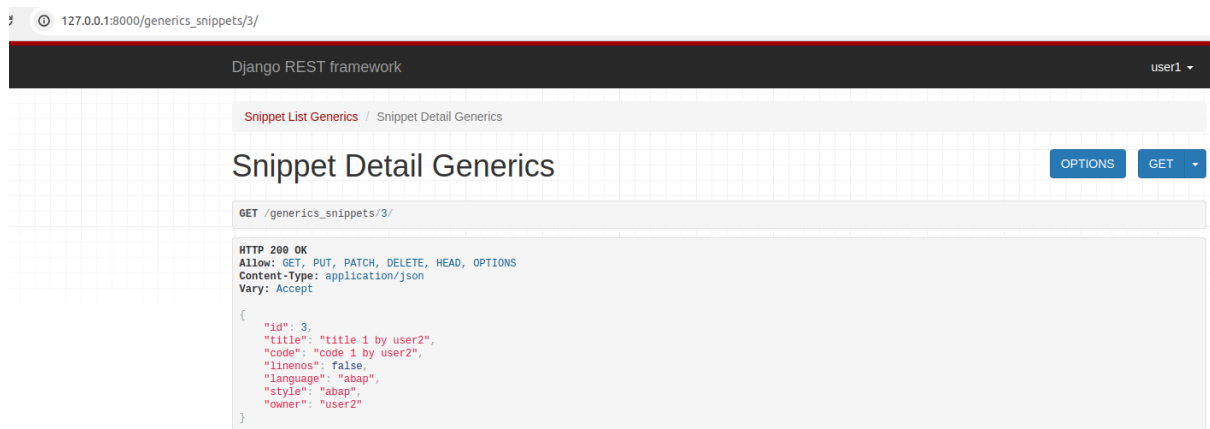 127.0.0.1:8000/generics_snippets/3/
Django REST framework
user1
Snippet List Generics / Snippet Detail Generics
Snippet Detail Generics
OPTIONS
GET
GET /generics_snippets/3/
HTTP 200 OK
Allow: GET, PUT, PATCH, DELETE, HEAD, OPTIONS
Content-Type: application/json
Vary: Accept
{
    "id": 3,
    "title": "title 1 by user2",
    "code": "code 1 by user2",
    "linenos": false,
    "language": "abap",
    "style": "abap",
    "owner": "user2"
}